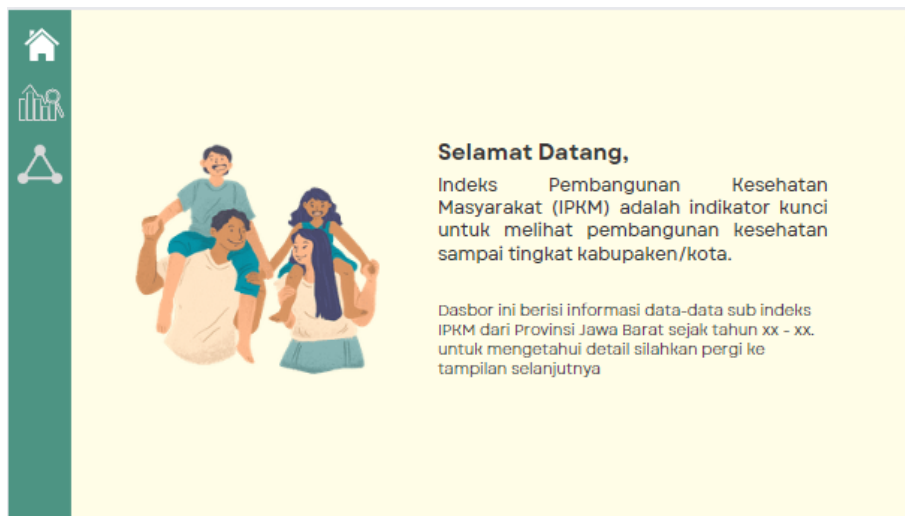 Selamat Datang,
Indeks Pembangunan Kesehatan
Masyarakat (IPKM) adalah indikator kunci
untuk melihat pembangunan kesehatan
sampai tingkat kabupaken/kota.
Dasbor ini berisi informasi data-data sub indeks
IPKM dari Provinsi Jawa Barat sejak tahun xx - xx.
untuk mengetahui detail silahkan pergi ke
tampilan selanjutnya